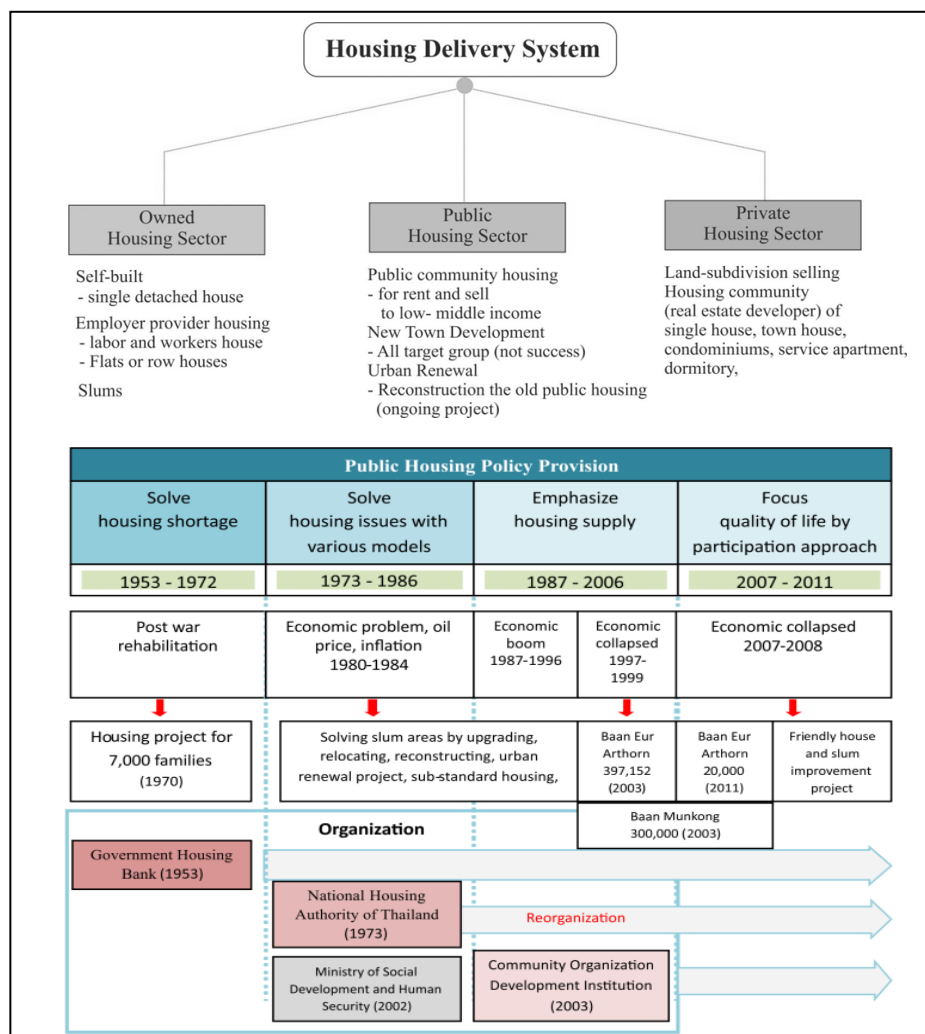 Housing Delivery System
Owned
Housing Sector
Self-built
- single detached house
Employer provider housing
- labor and workers house
- Flats or row houses
Slums
Public
Housing Sector
Public community housing
- for rent and sell
to low- middle income
New Town Development
- All target group (not success)
Urban Renewal
- Reconstruction the old public housing
(ongoing project)
Private
Housing Sector
Land-subdivision selling
Housing community
(real estate developer) of
single house, town house,
condominiums, service apartment,
dormitory,
Public Housing Policy Provision
Solve
housing shortage
Solve
housing issues with
various models
Emphasize
housing supply
Focus
quality of life by
participation approach
1953 - 1972
1973 - 1986
1987 - 2006
2007 - 2011
Post war
rehabilitation
Economic problem, oil
price, inflation
1980-1984
Economic
boom
1987-1996
Economic
collapsed
1997-
1999
Economic collapsed
2007-2008
Housing project for
7,000 families
(1970)
Solving slum areas by upgrading,
relocating, reconstructing, urban
renewal project, sub-standard housing,
Baan Eur
Arthorn
397,152
(2003)
Baan Eur
Arthorn
20,000
(2011)
Friendly house
and slum
improvement
project
Baan Munkong
300,000 (2003)
Organization
Government Housing
Bank (1953)
National Housing
Authority of Thailand
(1973)
Reorganization
Ministry of Social
Development and Human
Security (2002)
Community Organization
Development Institution
(2003)